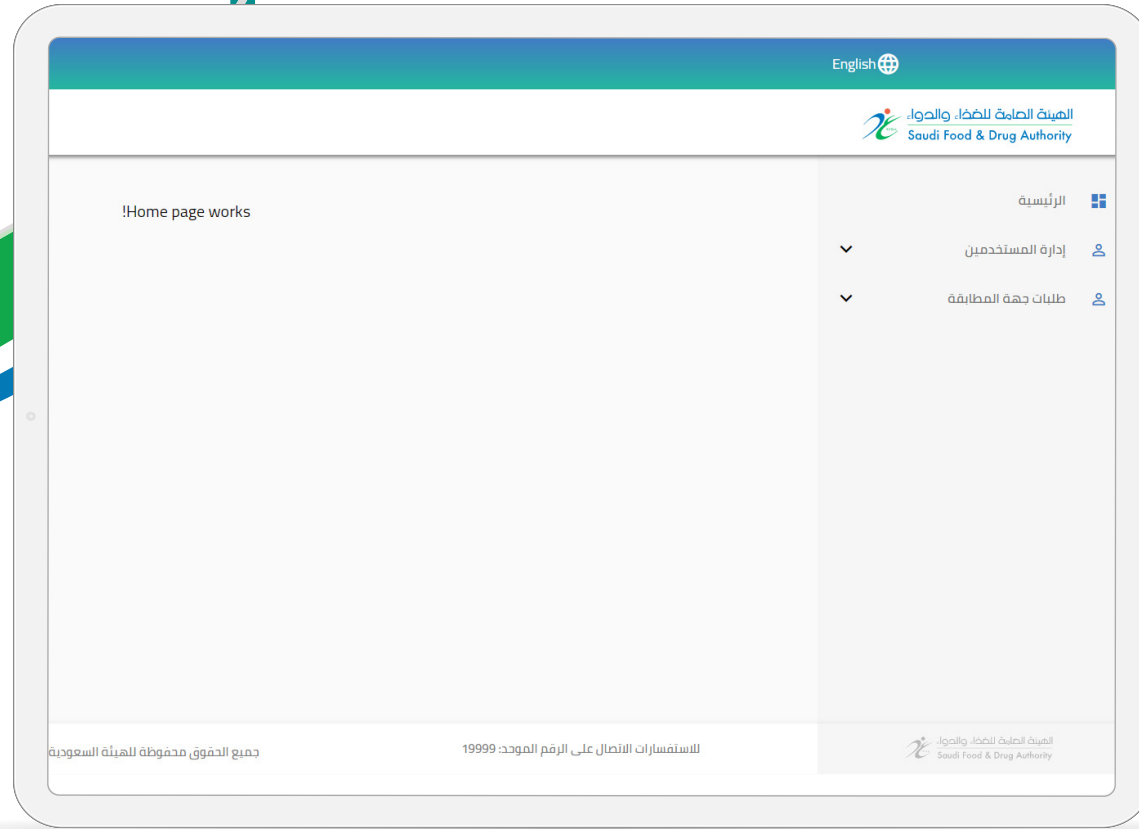 English
الهيئة العامة للغذاء والدواء
Saudi Food & Drug Authority
الرئيسية
إدارة المستخدمين
طلبات جهة المطابقة
!Home page works
الهيئة العامة للغذاء والدواء
Saudi Food & Drug Authority
للاستفسارات الاتصال على الرقم الموحد: 19999
جميع الحقوق محفوظة للهيئة السعودية